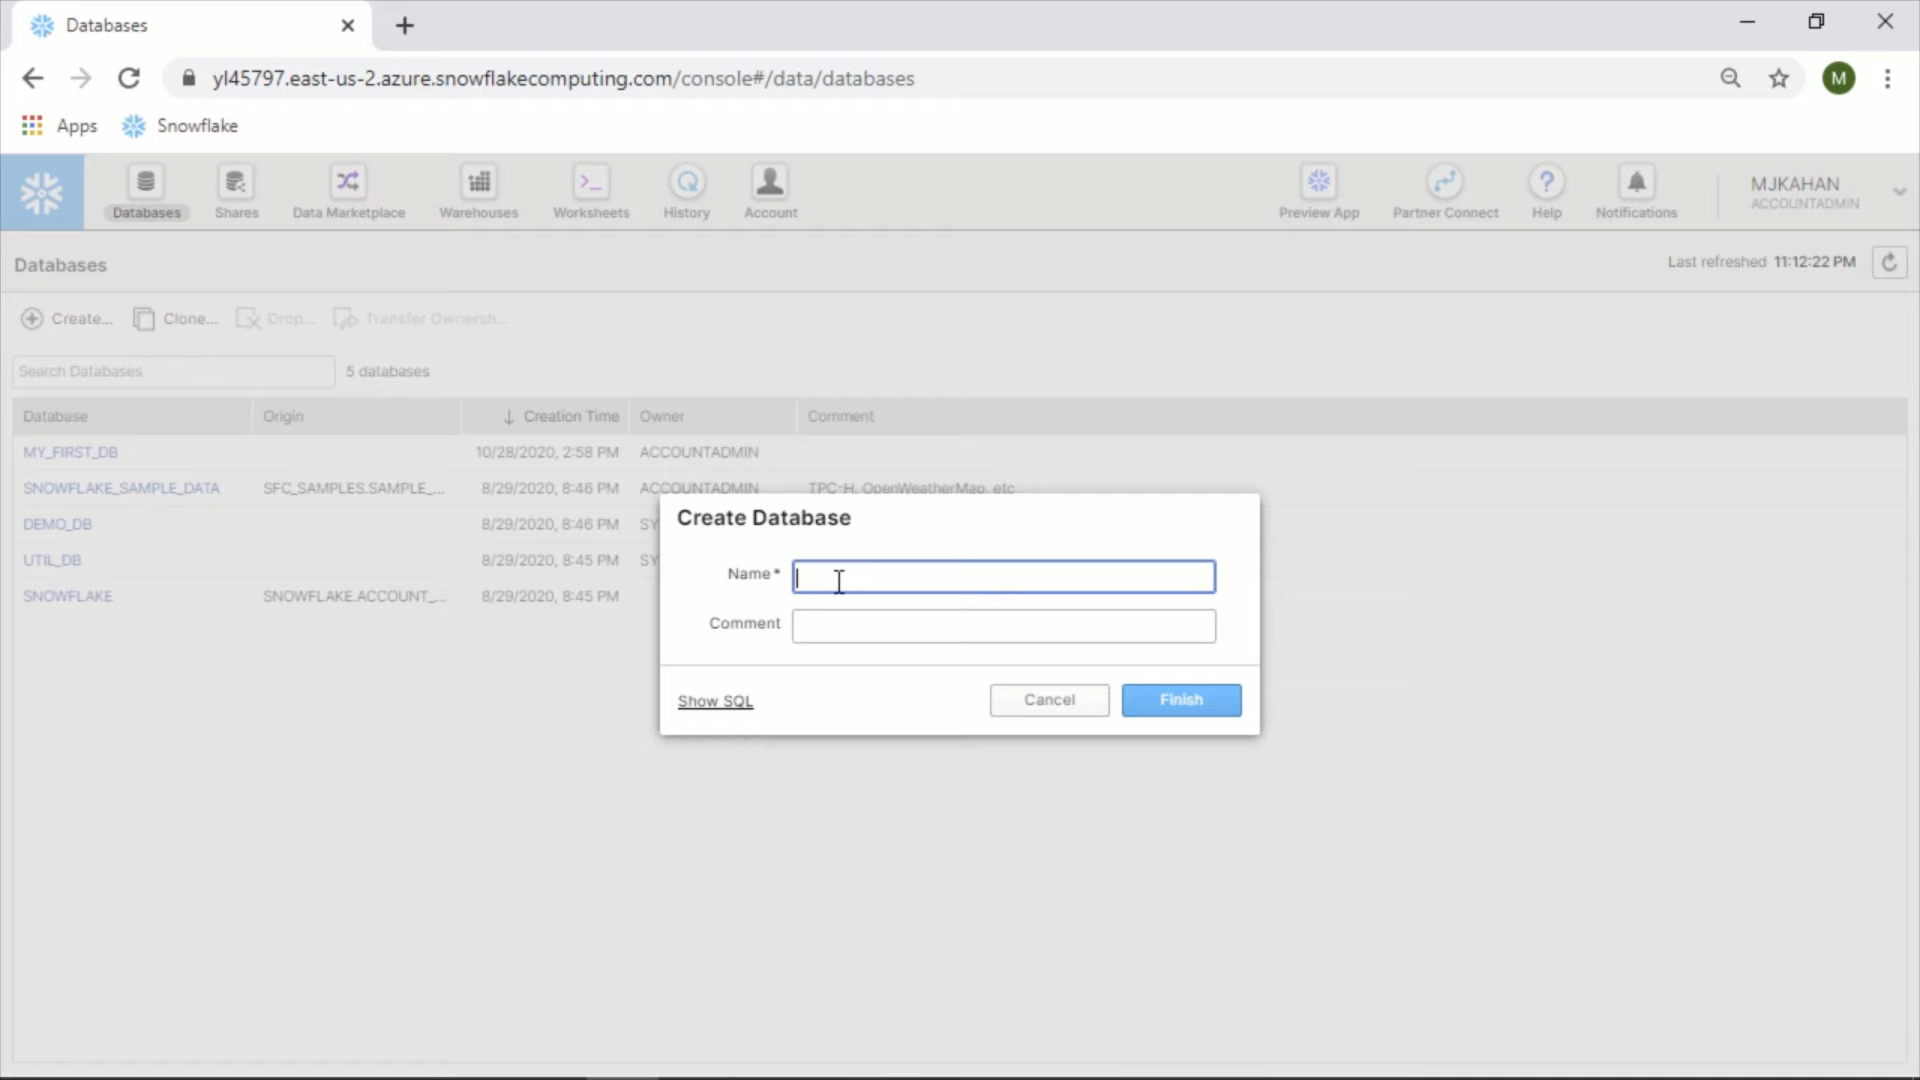 Databases
yl45797.east-us-2.azure.snowflakecomputing.com/console#/data/databases
M
Apps Snowflake
Databases Shares Data Marketplace Warehouses Worksheets History Account Preview App Partner Connect Help Notifications
MJKAHAN
ACCOUNTADMIN
Databases Last refreshed 11:12:22 PM
Create... Clone... Drop... Transfer Ownersh...
Search Databases 5 databases
Database Origin Creation Time Owner Comment
MY_FIRST_DB 10/28/2020, 2:58 PM ACCOUNTADMIN
SNOWFLAKE_SAMPLE_DATA SFC_SAMPLES.SAMPLE_... 8/29/2020, 8:46 PM ACCOUNTADMIN TPC-H, OpenWeatherMap, etc
DEMO_DB 8/29/2020, 8:46 PM SY
UTIL_DB 8/29/2020, 8:45 PM SY
SNOWFLAKE SNOWFLAKE.ACCOUNT_... 8/29/2020, 8:45 PM
Create Database
Name *
Comment
Show SQL Cancel Finish